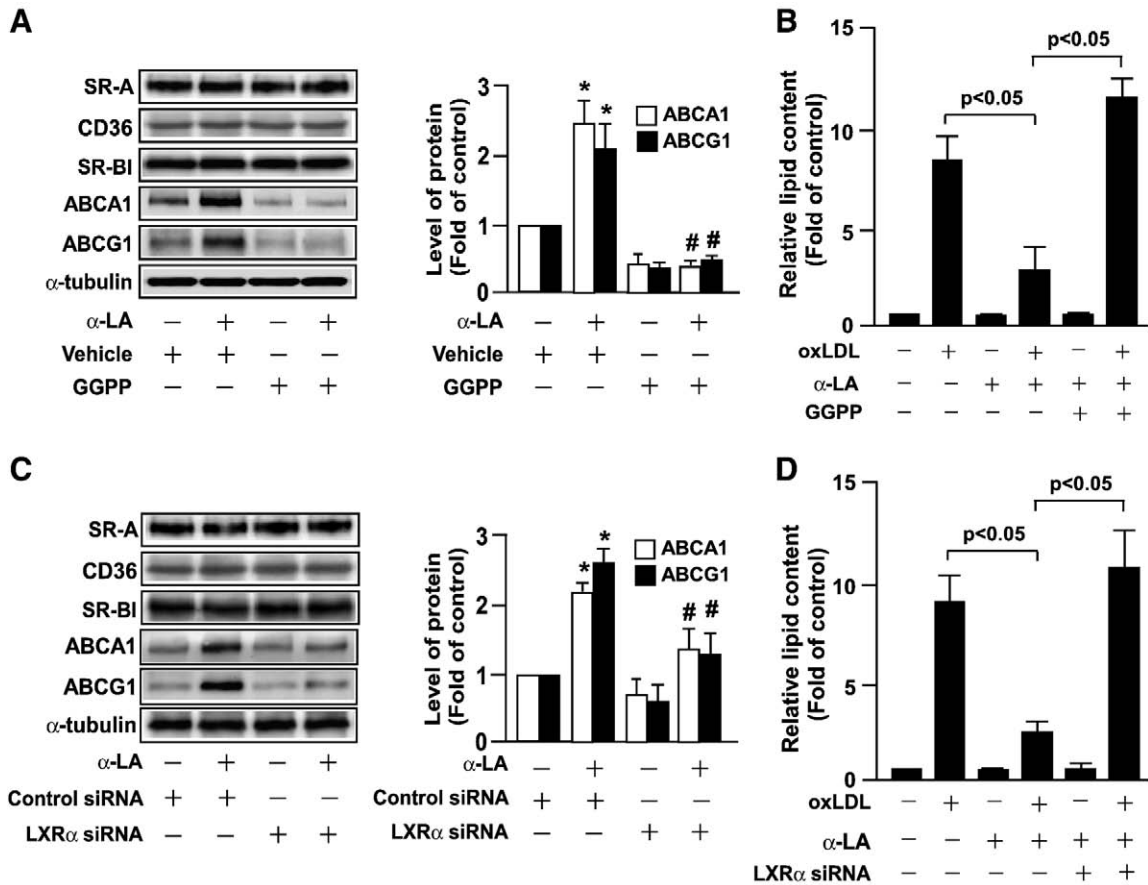 A
SR-A
CD36
SR-BI
ABCA1
ABCG1
α-tubulin
α-LA − + − +
Vehicle + + − −
GGPP − − + +
Level of protein
(Fold of control)
3
2
1
0
* *
# #
ABCA1
ABCG1
α-LA − + − +
Vehicle + + − −
GGPP − − + +
B
Relative lipid content
(Fold of control)
15
10
5
0
p<0.05
p<0.05
oxLDL − + − + − +
α-LA − − + + + +
GGPP − − − − + +
C
SR-A
CD36
SR-BI
ABCA1
ABCG1
α-tubulin
α-LA − + − +
Control siRNA + + − −
LXRα siRNA − − + +
Level of protein
(Fold of control)
3
2
1
0
* *
# #
ABCA1
ABCG1
α-LA − + − +
Control siRNA + + − −
LXRα siRNA − − + +
D
Relative lipid content
(Fold of control)
15
10
5
0
p<0.05
p<0.05
oxLDL − + − + − +
α-LA − − + + + +
LXRα siRNA − − − − + +